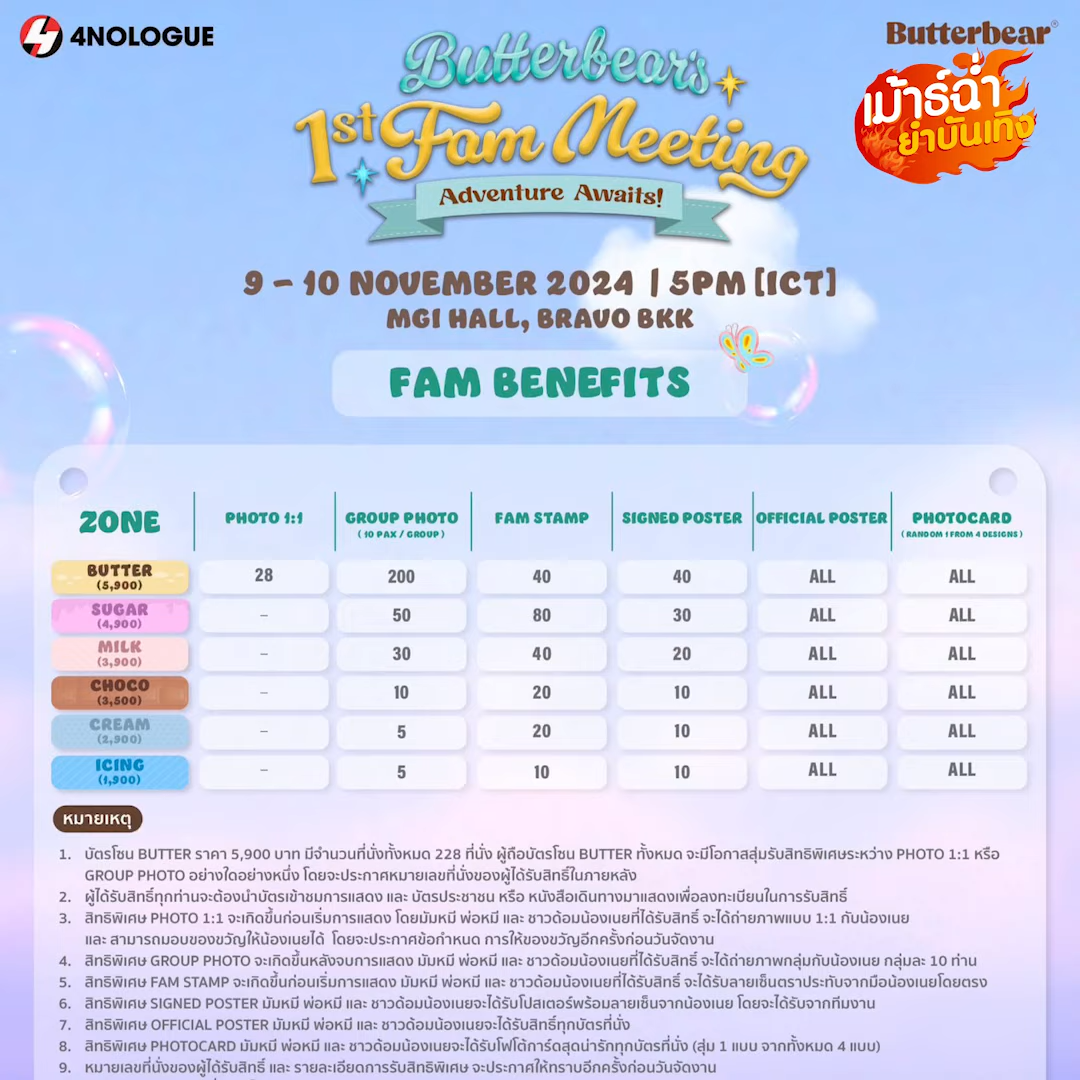 4NOLOGUE
Butterbear's
1st Fam Meeting
Adventure Awaits!
Butterbear®
เม้าธ์ฉ่ำ
ยำบันเทิง
9 – 10 NOVEMBER 2024 | 5PM [ICT]
MGI HALL, BRAVO BKK
FAM BENEFITS
ZONE PHOTO 1:1 GROUP PHOTO FAM STAMP SIGNED POSTER OFFICIAL POSTER PHOTOCARD
( 10 PAX / GROUP ) ( RANDOM 1 FROM 4 DESIGNS )
BUTTER 28 200 40 40 ALL ALL
(5,900)
SUGAR – 50 80 30 ALL ALL
(4,900)
MILK – 30 40 20 ALL ALL
(3,900)
CHOCO – 10 20 10 ALL ALL
(3,500)
CREAM – 5 20 10 ALL ALL
(2,900)
ICING – 5 10 10 ALL ALL
(1,900)
หมายเหตุ
1. บัตรโซน BUTTER ราคา 5,900 บาท มีจำนวนที่นั่งทั้งหมด 228 ที่นั่ง ผู้ถือบัตรโซน BUTTER ทั้งหมด จะมีโอกาสสุ่มรับสิทธิพิเศษระหว่าง PHOTO 1:1 หรือ
GROUP PHOTO อย่างใดอย่างหนึ่ง โดยจะประกาศหมายเลขที่นั่งของผู้ได้รับสิทธิ์ในภายหลัง
2. ผู้ได้รับสิทธิ์ทุกท่านจะต้องนำบัตรเข้าชมการแสดง และ บัตรประชาชน หรือ หนังสือเดินทางมาแสดงเพื่อลงทะเบียนในการรับสิทธิ์
3. สิทธิพิเศษ PHOTO 1:1 จะเกิดขึ้นก่อนเริ่มการแสดง โดยมัมหมี พ่อหมี และ ชาวด้อมน้องเนยที่ได้รับสิทธิ์ จะได้ถ่ายภาพแบบ 1:1 กับน้องเนย
และ สามารถมอบของขวัญให้น้องเนยได้ โดยจะประกาศข้อกำหนด การให้ของขวัญอีกครั้งก่อนวันจัดงาน
4. สิทธิพิเศษ GROUP PHOTO จะเกิดขึ้นหลังจบการแสดง มัมหมี พ่อหมี และ ชาวด้อมน้องเนยที่ได้รับสิทธิ์ จะได้ถ่ายภาพกลุ่มกับน้องเนย กลุ่มละ 10 ท่าน
5. สิทธิพิเศษ FAM STAMP จะเกิดขึ้นก่อนเริ่มการแสดง มัมหมี พ่อหมี และ ชาวด้อมน้องเนยที่ได้รับสิทธิ์ จะได้รับลายเซ็นตราประทับจากมือน้องเนยโดยตรง
6. สิทธิพิเศษ SIGNED POSTER มัมหมี พ่อหมี และ ชาวด้อมน้องเนยจะได้รับโปสเตอร์พร้อมลายเซ็นจากน้องเนย โดยจะได้รับจากทีมงาน
7. สิทธิพิเศษ OFFICIAL POSTER มัมหมี พ่อหมี และ ชาวด้อมน้องเนยจะได้รับสิทธิ์ทุกบัตรที่นั่ง
8. สิทธิพิเศษ PHOTOCARD มัมหมี พ่อหมี และ ชาวด้อมน้องเนยจะได้รับโฟโต้การ์ดสุดน่ารักทุกบัตรที่นั่ง (สุ่ม 1 แบบ จากทั้งหมด 4 แบบ)
9. หมายเลขที่นั่งของผู้ได้รับสิทธิ์ และ รายละเอียดการรับสิทธิพิเศษ จะประกาศให้ทราบอีกครั้งก่อนวันจัดงาน